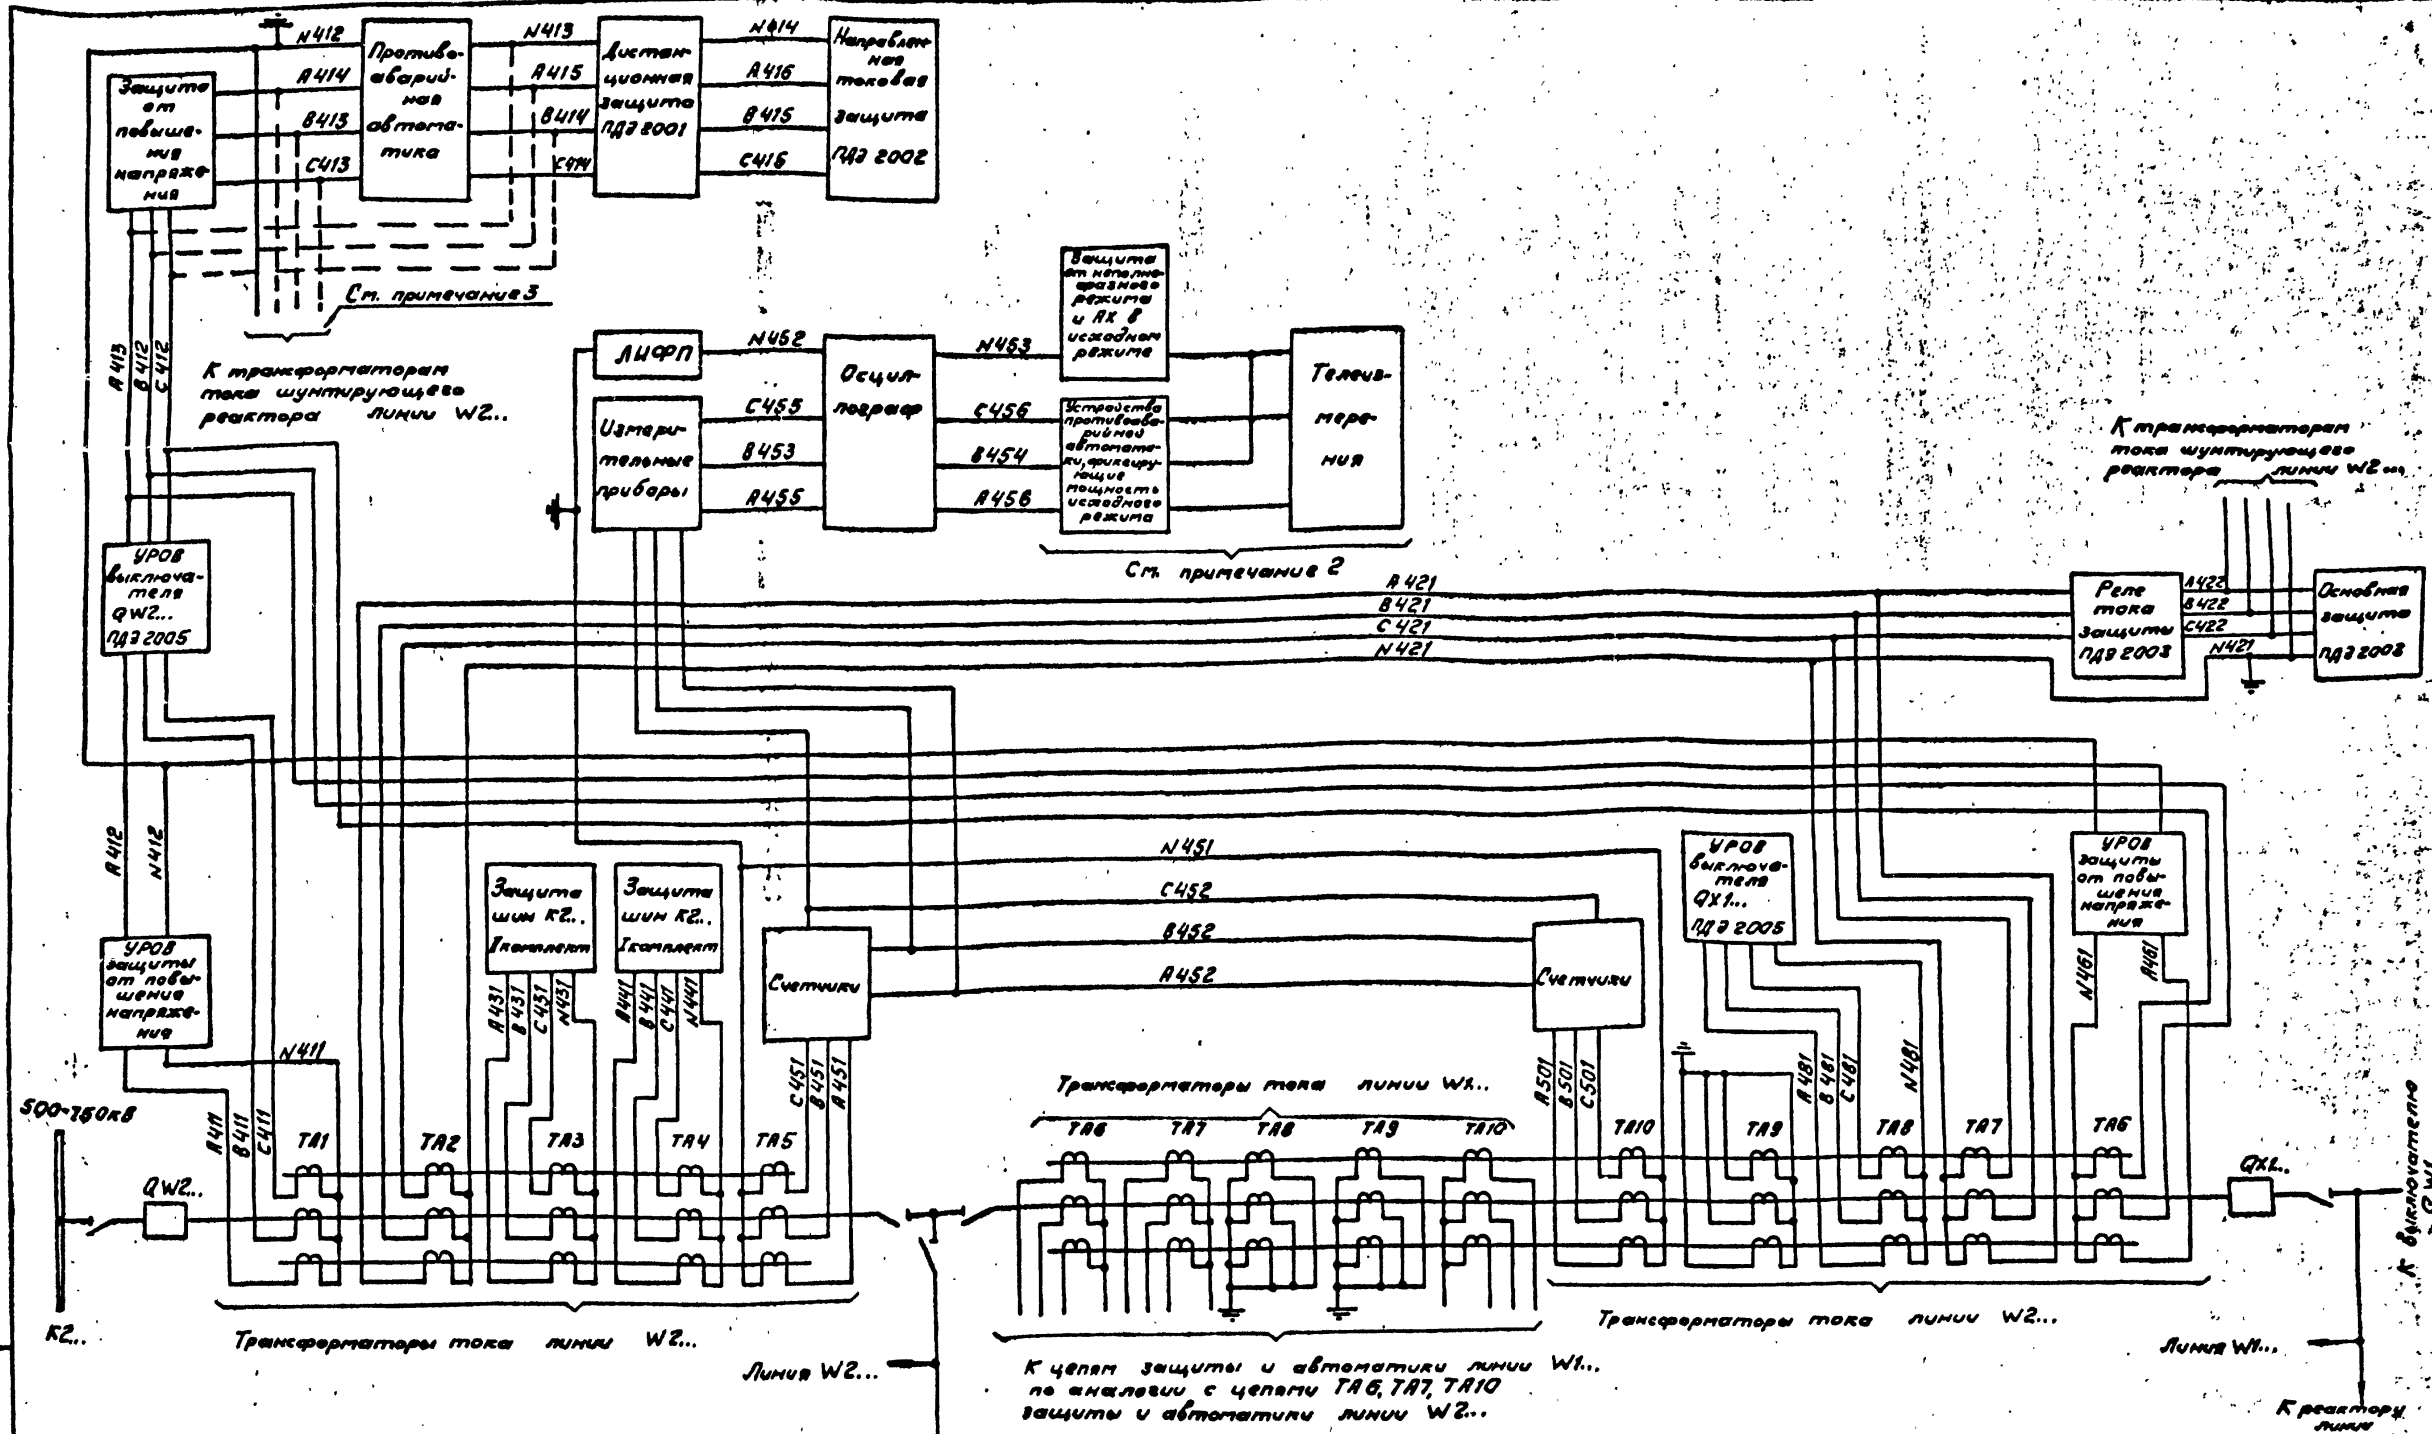 N412
N413
N414
Защита
от
повыше-
ния
напряже-
ния
Противо-
аварий-
ная
автома-
тика
Дистан-
ционная
защита
ПДЭ 2001
Направлен-
ная
токовая
защита
ПДЭ 2002
A414
A415
A416
B413
B414
B415
C413
C414
C416
См. примечание 3
A413
B412
C412
К трансформаторам
тока шунтирующего
реактора линии W2...
ЛИФП
N452
Осцил-
лограф
N453
Защита
от неполно-
фазного
режима
и АХ в
исходном
режиме
Телеиз-
мере-
ния
Измери-
тельные
приборы
C455
B453
A455
C456
B454
A456
Устройства
противоава-
рийной
автомати-
ки, фиксиру-
ющие
мощность
исходного
режима
См. примечание 2
К трансформаторам
тока шунтирующего
реактора линии W2...
УРОВ
выключа-
теля
QW2...
ПДЭ 2005
A421
B421
C421
N421
Реле
тока
защиты
ПДЭ 2003
A422
B422
C422
N421
Основная
защита
ПДЭ 2003
A412
N412
N451
C452
B452
A452
Защита
шин К2..
I комплект
Защита
шин К2..
I комплект
Счетчики
Счетчики
УРОВ
выключа-
теля
QX1...
ПДЭ 2005
УРОВ
защиты
от повы-
шения
напряже-
ния
УРОВ
защиты
от повы-
шения
напряже-
ния
A431
B431
C431
N431
A441
B441
C441
N441
N461
A461
N411
C451
B451
A451
A501
B501
C501
A481
B481
C481
N481
Трансформаторы тока линии W1...
500-750кВ
A411
B411
C411
TA1
TA2
TA3
TA4
TA5
TA6
TA7
TA8
TA9
TA10
TA10
TA9
TA8
TA7
TA6
QW2...
QX1..
К выключателю
QW1
K2..
Трансформаторы тока линии W2...
Трансформаторы тока линии W2...
Линия W2...
Линия W1...
К цепям защиты и автоматики линии W1...
по аналогии с цепями TA6, TA7, TA10
защиты и автоматики линии W2...
К реактору
линии